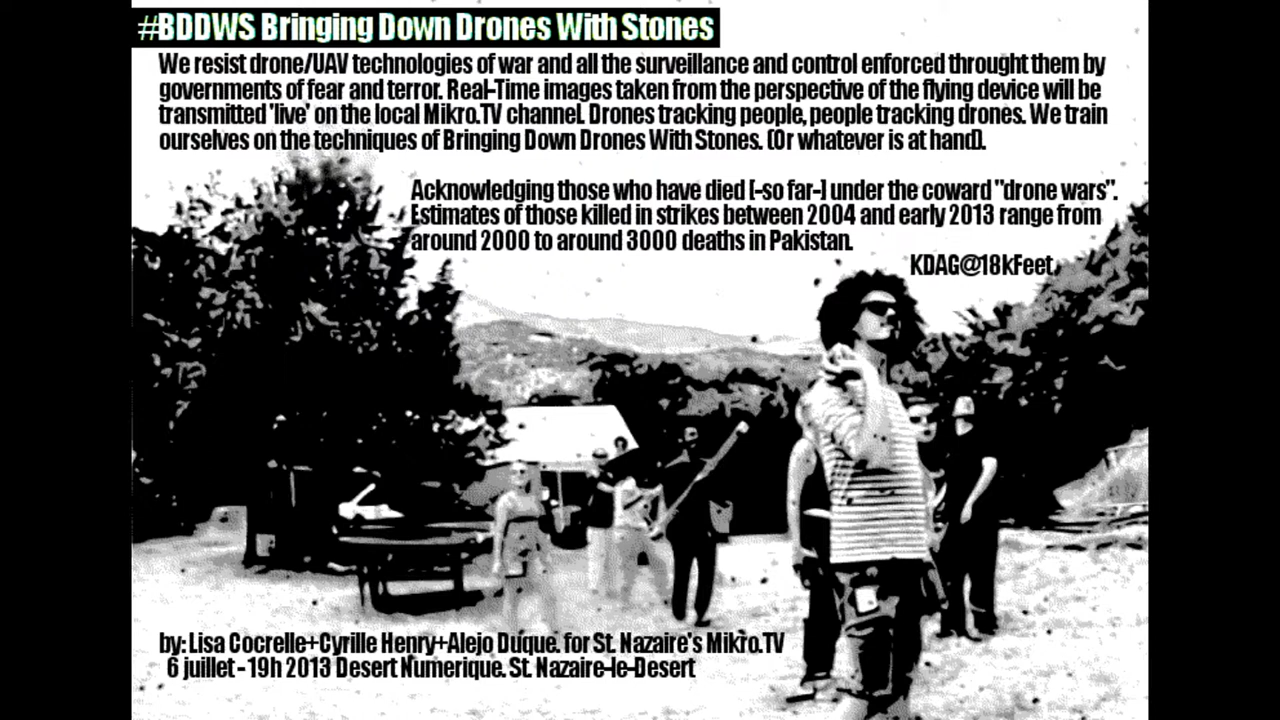 #BDDWS Bringing Down Drones With Stones
We resist drone/UAV technologies of war and all the surveillance and control enforced throught them by
governments of fear and terror. Real-Time images taken from the perspective of the flying device will be
transmitted 'live' on the local Mikro.TV channel. Drones tracking people, people tracking drones. We train
ourselves on the techniques of Bringing Down Drones With Stones. (Or whatever is at hand).
Acknowledging those who have died [-so far-] under the coward "drone wars".
Estimates of those killed in strikes between 2004 and early 2013 range from
around 2000 to around 3000 deaths in Pakistan.
KDAG@18kFeet
by: Lisa Cocrelle+Cyrille Henry+Alejo Duque. for St. Nazaire's Mikro.TV
6 juillet - 19h 2013 Desert Numerique. St. Nazaire-le-Desert